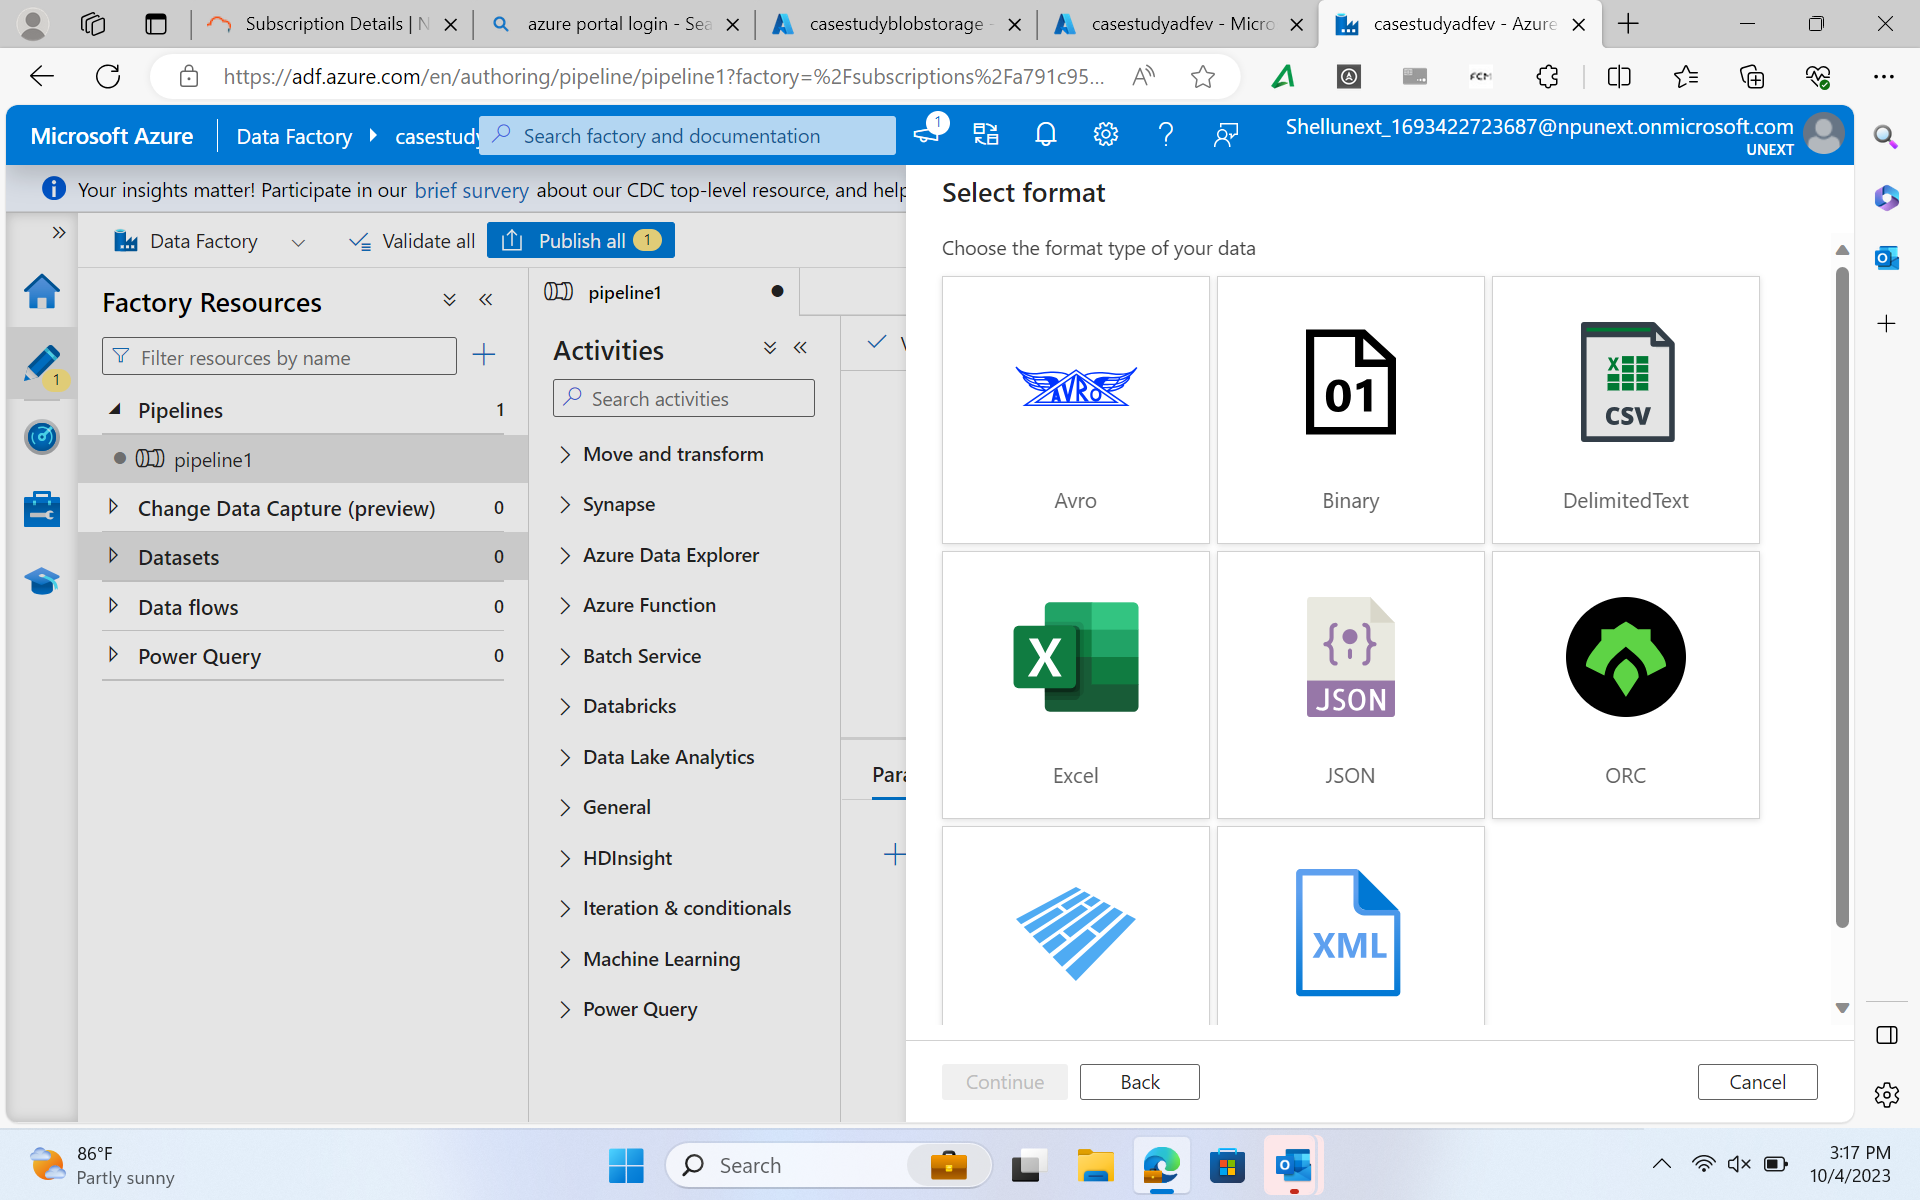 Subscription Details | N
azure portal login - Sea
casestudyblobstorage -
casestudyadfev - Micro
casestudyadfev - Azure
https://adf.azure.com/en/authoring/pipeline/pipeline1?factory=%2Fsubscriptions%2Fa791c95...
FCM
Microsoft Azure
Data Factory
casestudy
Search factory and documentation
1
Shellunext_1693422723687@npunext.onmicrosoft.com
UNEXT
Your insights matter! Participate in our brief survery about our CDC top-level resource, and help
Data Factory
Validate all
Publish all
1
1
Factory Resources
Filter resources by name
Pipelines 1
pipeline1
Change Data Capture (preview) 0
Datasets 0
Data flows 0
Power Query 0
pipeline1
Activities
Search activities
Move and transform
Synapse
Azure Data Explorer
Azure Function
Batch Service
Databricks
Data Lake Analytics
General
HDInsight
Iteration & conditionals
Machine Learning
Power Query
Para
Select format
Choose the format type of your data
AVRO
Avro
01
Binary
X
CSV
DelimitedText
X
Excel
JSON
JSON
ORC
XML
Continue
Back
Cancel
86°F
Partly sunny
Search
3:17 PM
10/4/2023